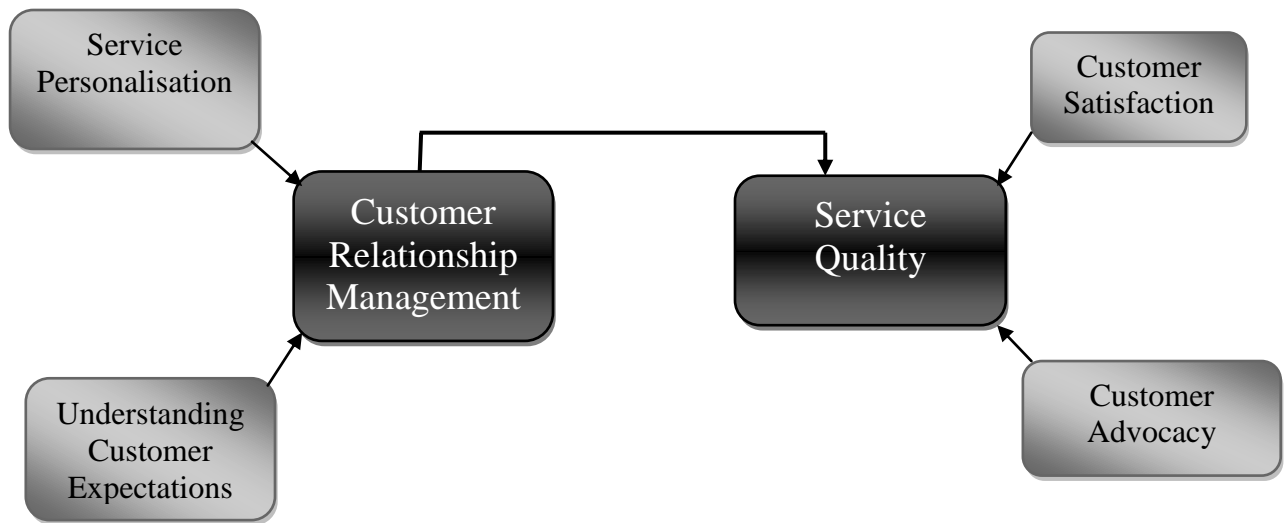 Service
Personalisation
Customer
Satisfaction
Customer
Relationship
Management
Service
Quality
Understanding
Customer
Expectations
Customer
Advocacy